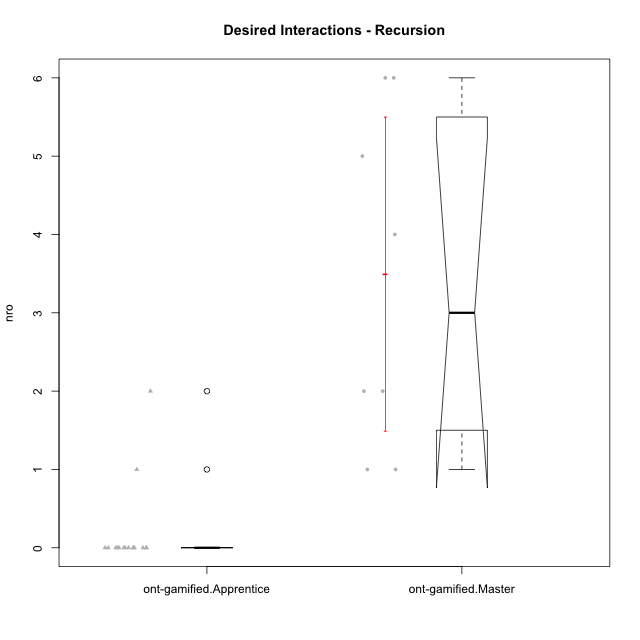 Desired Interactions - Recursion
6
5
4
3
2
1
0
nro
ont-gamified.Apprentice
ont-gamified.Master